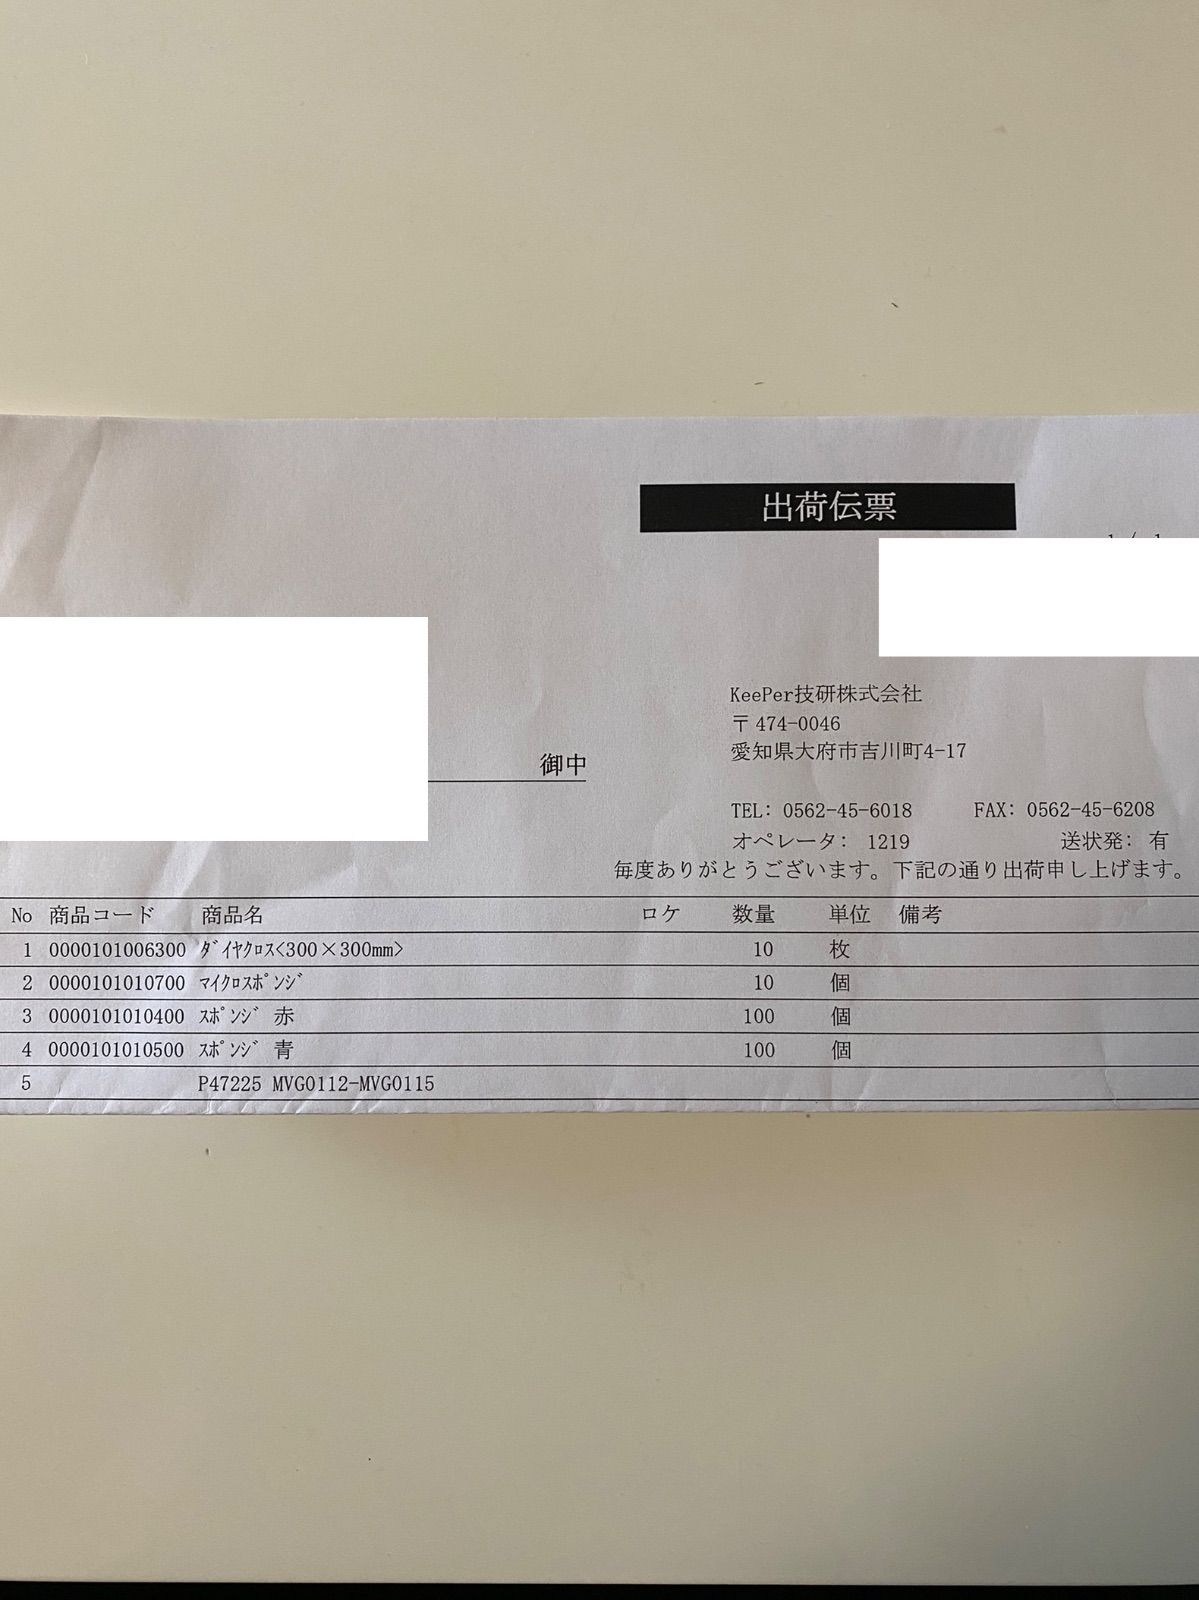 出荷伝票
御中
KeePer技研株式会社
〒474-0046
愛知県大府市吉川町4-17
TEL: 0562-45-6018 FAX: 0562-45-6208
オペレータ: 1219 送状発: 有
毎度ありがとうございます。下記の通り出荷申し上げます。
No 商品コード 商品名 ロケ 数量 単位 備考
1 0000101006300 ﾀﾞｲﾔｸﾛｽ<300×300mm> 10 枚
2 0000101010700 ﾏｲｸﾛｽﾎﾟﾝｼﾞ 10 個
3 0000101010400 ｽﾎﾟﾝｼﾞ 赤 100 個
4 0000101010500 ｽﾎﾟﾝｼﾞ 青 100 個
5 P47225 MVG0112-MVG0115